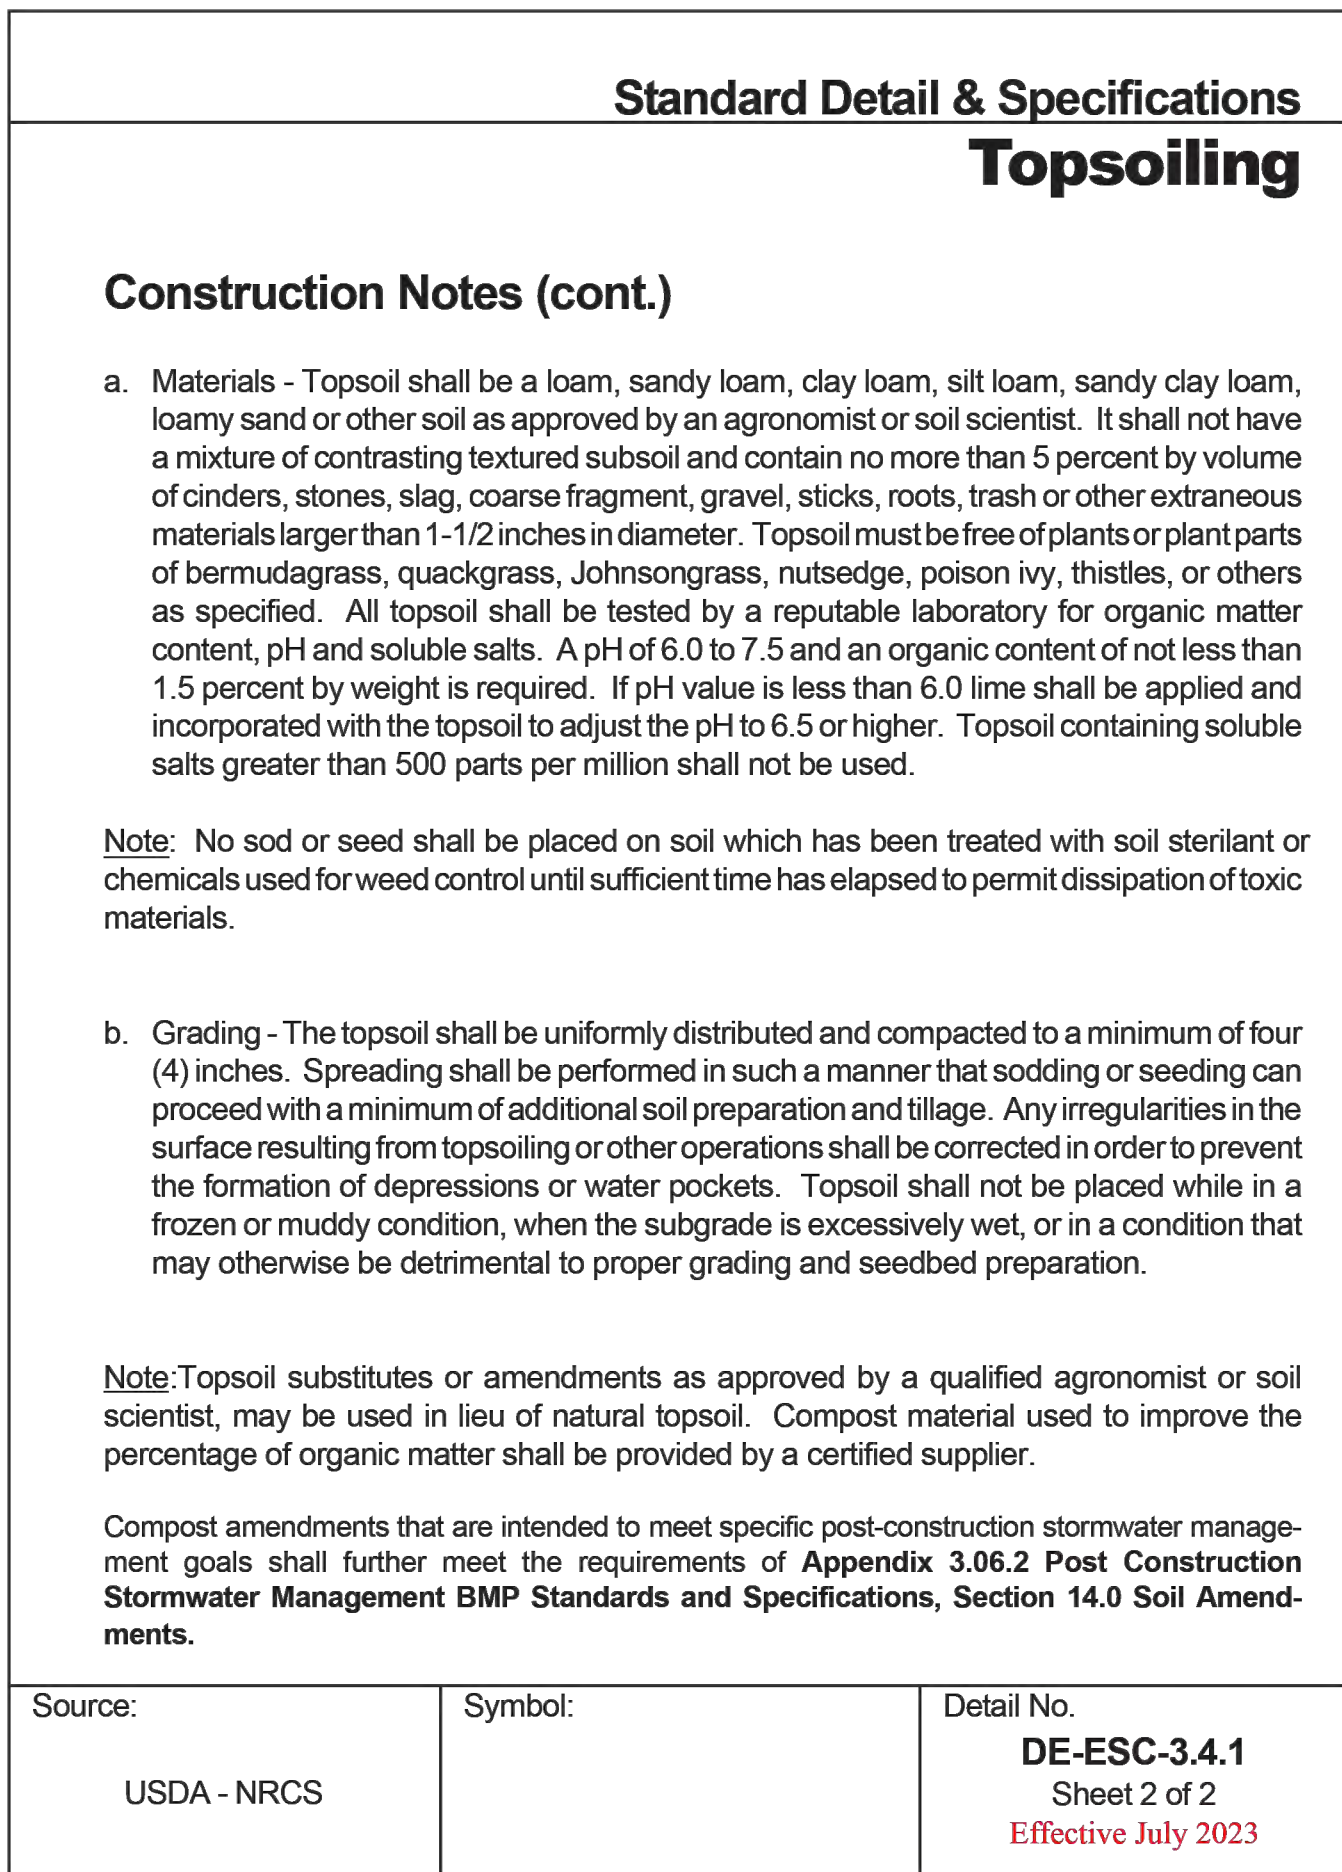 Standard Detail & Specifications
Topsoiling
Construction Notes (cont.)
a. Materials - Topsoil shall be a loam, sandy loam, clay loam, silt loam, sandy clay loam,
loamy sand or other soil as approved by an agronomist or soil scientist. It shall not have
a mixture of contrasting textured subsoil and contain no more than 5 percent by volume
of cinders, stones, slag, coarse fragment, gravel, sticks, roots, trash or other extraneous
materials larger than 1-1/2 inches in diameter. Topsoil must be free of plants or plant parts
of bermudagrass, quackgrass, Johnsongrass, nutsedge, poison ivy, thistles, or others
as specified. All topsoil shall be tested by a reputable laboratory for organic matter
content, pH and soluble salts. A pH of 6.0 to 7.5 and an organic content of not less than
1.5 percent by weight is required. If pH value is less than 6.0 lime shall be applied and
incorporated with the topsoil to adjust the pH to 6.5 or higher. Topsoil containing soluble
salts greater than 500 parts per million shall not be used.
Note: No sod or seed shall be placed on soil which has been treated with soil sterilant or
chemicals used for weed control until sufficient time has elapsed to permit dissipation of toxic
materials.
b. Grading - The topsoil shall be uniformly distributed and compacted to a minimum of four
(4) inches. Spreading shall be performed in such a manner that sodding or seeding can
proceed with a minimum of additional soil preparation and tillage. Any irregularities in the
surface resulting from topsoiling or other operations shall be corrected in order to prevent
the formation of depressions or water pockets. Topsoil shall not be placed while in a
frozen or muddy condition, when the subgrade is excessively wet, or in a condition that
may otherwise be detrimental to proper grading and seedbed preparation.
Note:Topsoil substitutes or amendments as approved by a qualified agronomist or soil
scientist, may be used in lieu of natural topsoil. Compost material used to improve the
percentage of organic matter shall be provided by a certified supplier.
Compost amendments that are intended to meet specific post-construction stormwater manage-
ment goals shall further meet the requirements of Appendix 3.06.2 Post Construction
Stormwater Management BMP Standards and Specifications, Section 14.0 Soil Amend-
ments.
Source:
USDA - NRCS
Symbol:
Detail No.
DE-ESC-3.4.1
Sheet 2 of 2
Effective July 2023